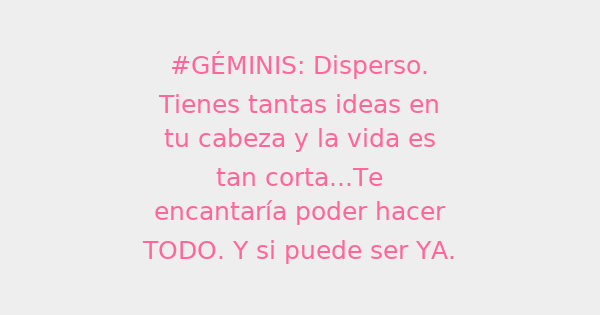 #GÉMINIS: Disperso.
Tienes tantas ideas en
tu cabeza y la vida es
tan corta...Te
encantaría poder hacer
TODO. Y si puede ser YA.